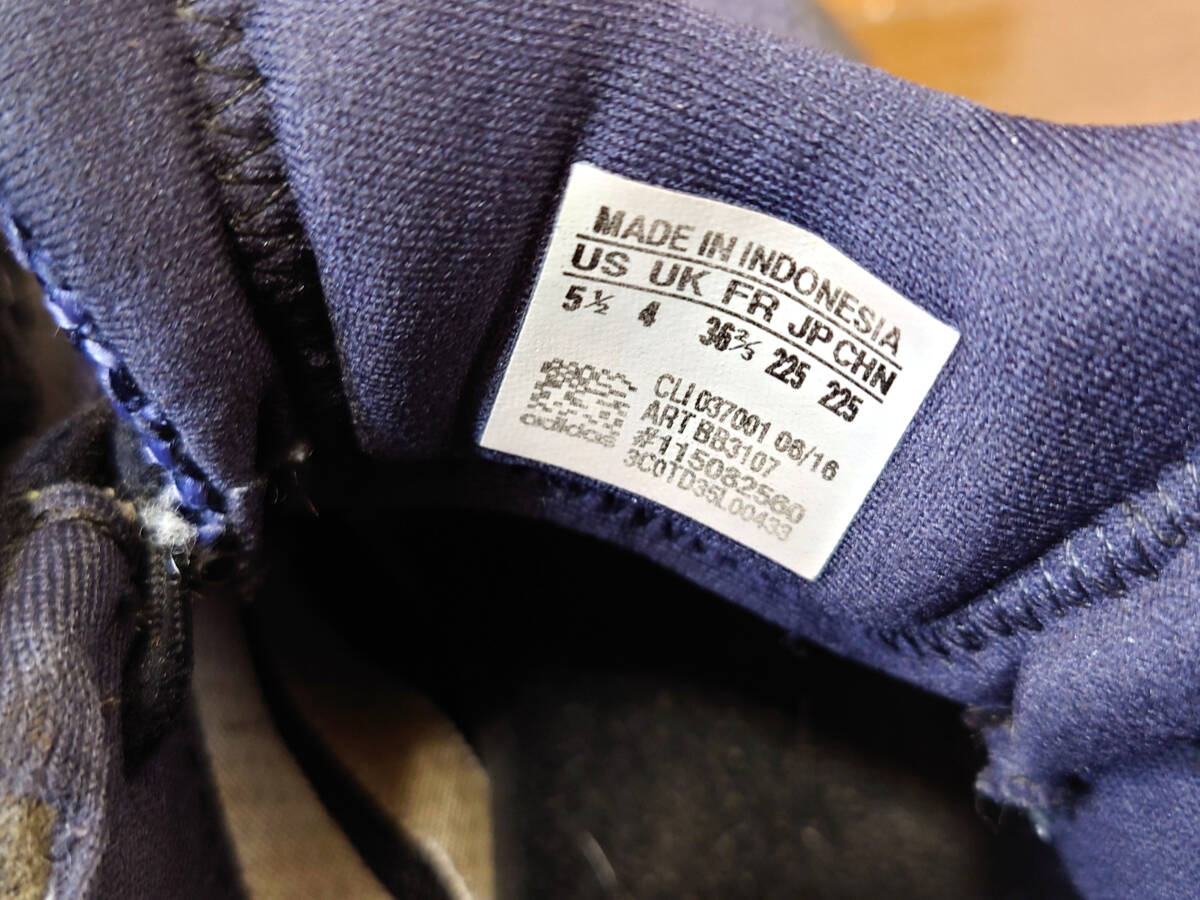 MADE IN INDONESIA
US UK FR JP CHN
5½ 4 36⅔ 225 225
CLI 037001 08/16
ART BB3107
#115082560
3C0TD35L00433
adidas